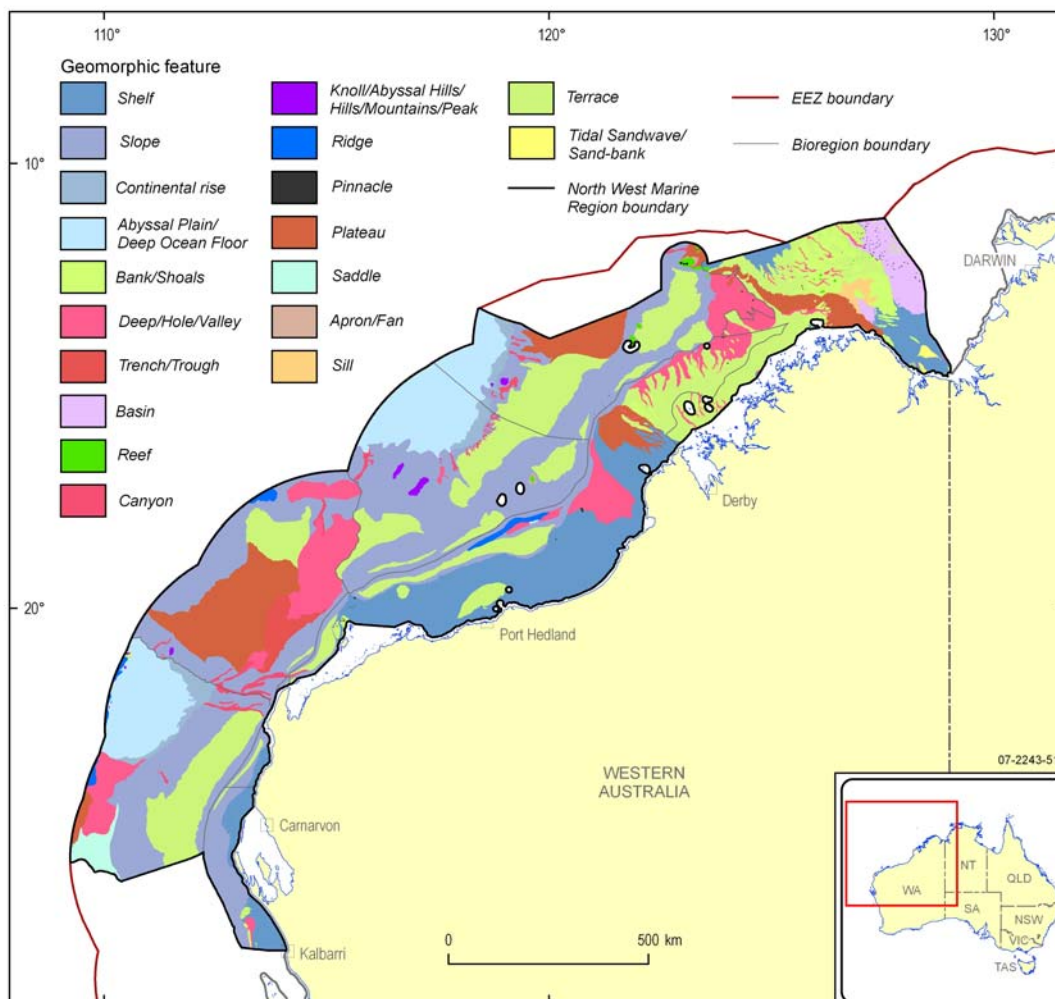 110°
120°
130°
Geomorphic feature
Shelf
Slope
Continental rise
Abyssal Plain/
Deep Ocean Floor
Bank/Shoals
Deep/Hole/Valley
Trench/Trough
Basin
Reef
Canyon
Knoll/Abyssal Hills/
Hills/Mountains/Peak
Ridge
Pinnacle
Plateau
Saddle
Apron/Fan
Sill
Terrace
Tidal Sandwave/
Sand-bank
North West Marine
Region boundary
EEZ boundary
Bioregion boundary
10°
DARWIN
Derby
20°
Port Hedland
WESTERN
AUSTRALIA
07-2243-51
Carnarvon
Kalbarri
0
500 km
WA
NT
QLD
SA
NSW
VIC
TAS